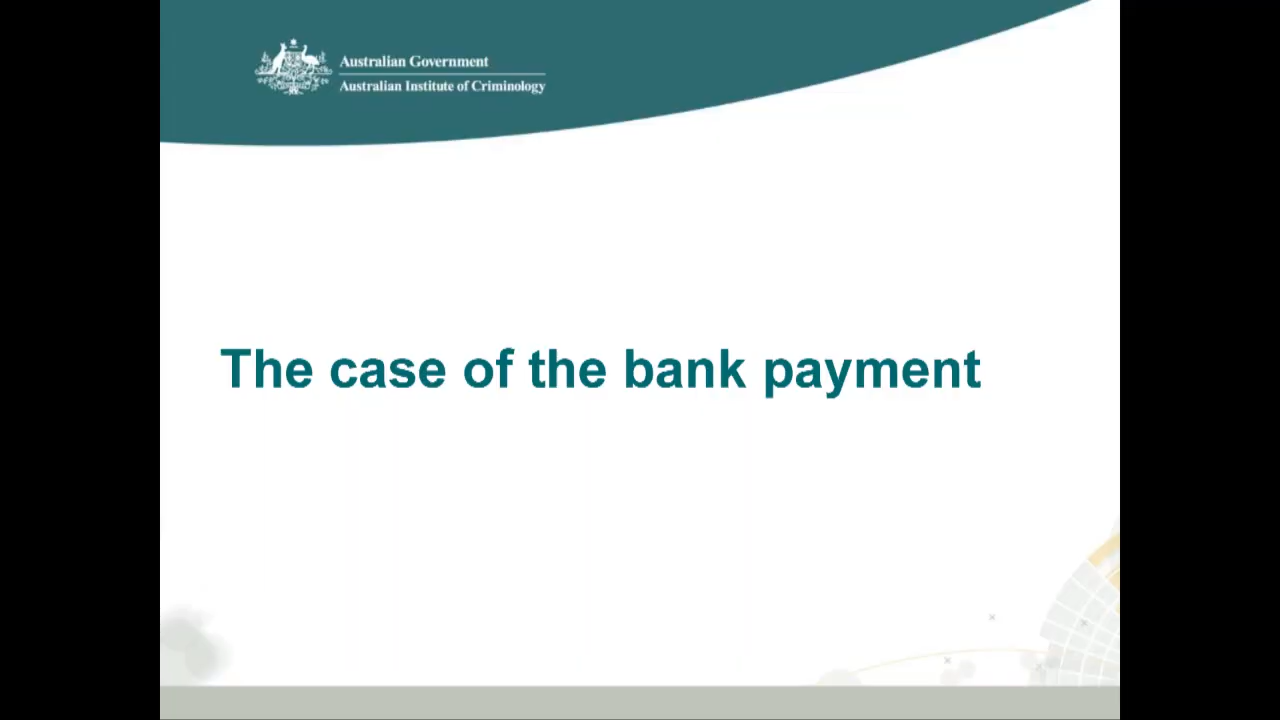 Australian Government
Australian Institute of Criminology
The case of the bank payment